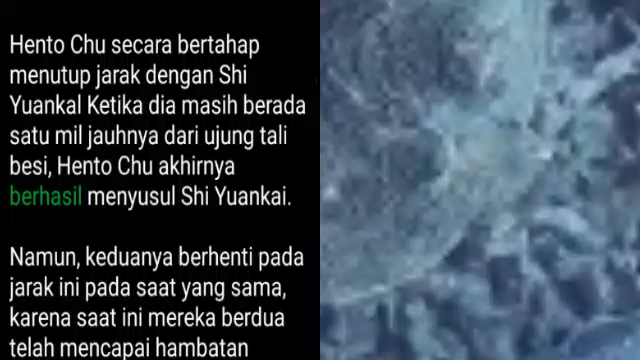 Hento Chu secara bertahap
menutup jarak dengan Shi
Yuankal Ketika dia masih berada
satu mil jauhnya dari ujung tali
besi, Hento Chu akhirnya
berhasil menyusul Shi Yuankai.
Namun, keduanya berhenti pada
jarak ini pada saat yang sama,
karena saat ini mereka berdua
telah mencapai hambatan